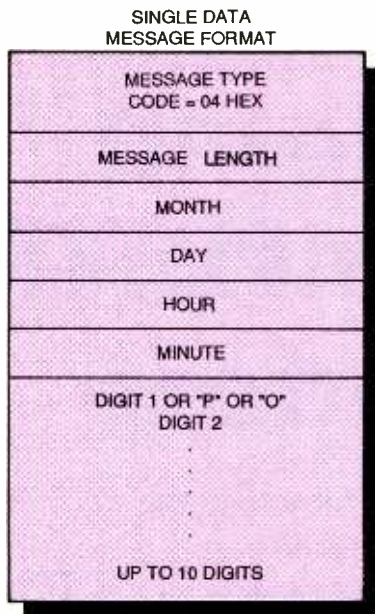 SINGLE DATA
MESSAGE FORMAT
MESSAGE TYPE
CODE = 04 HEX
MESSAGE LENGTH
MONTH
DAY
HOUR
MINUTE
DIGIT 1 OR "P" OR "O"
DIGIT 2
.
.
.
.
.
UP TO 10 DIGITS